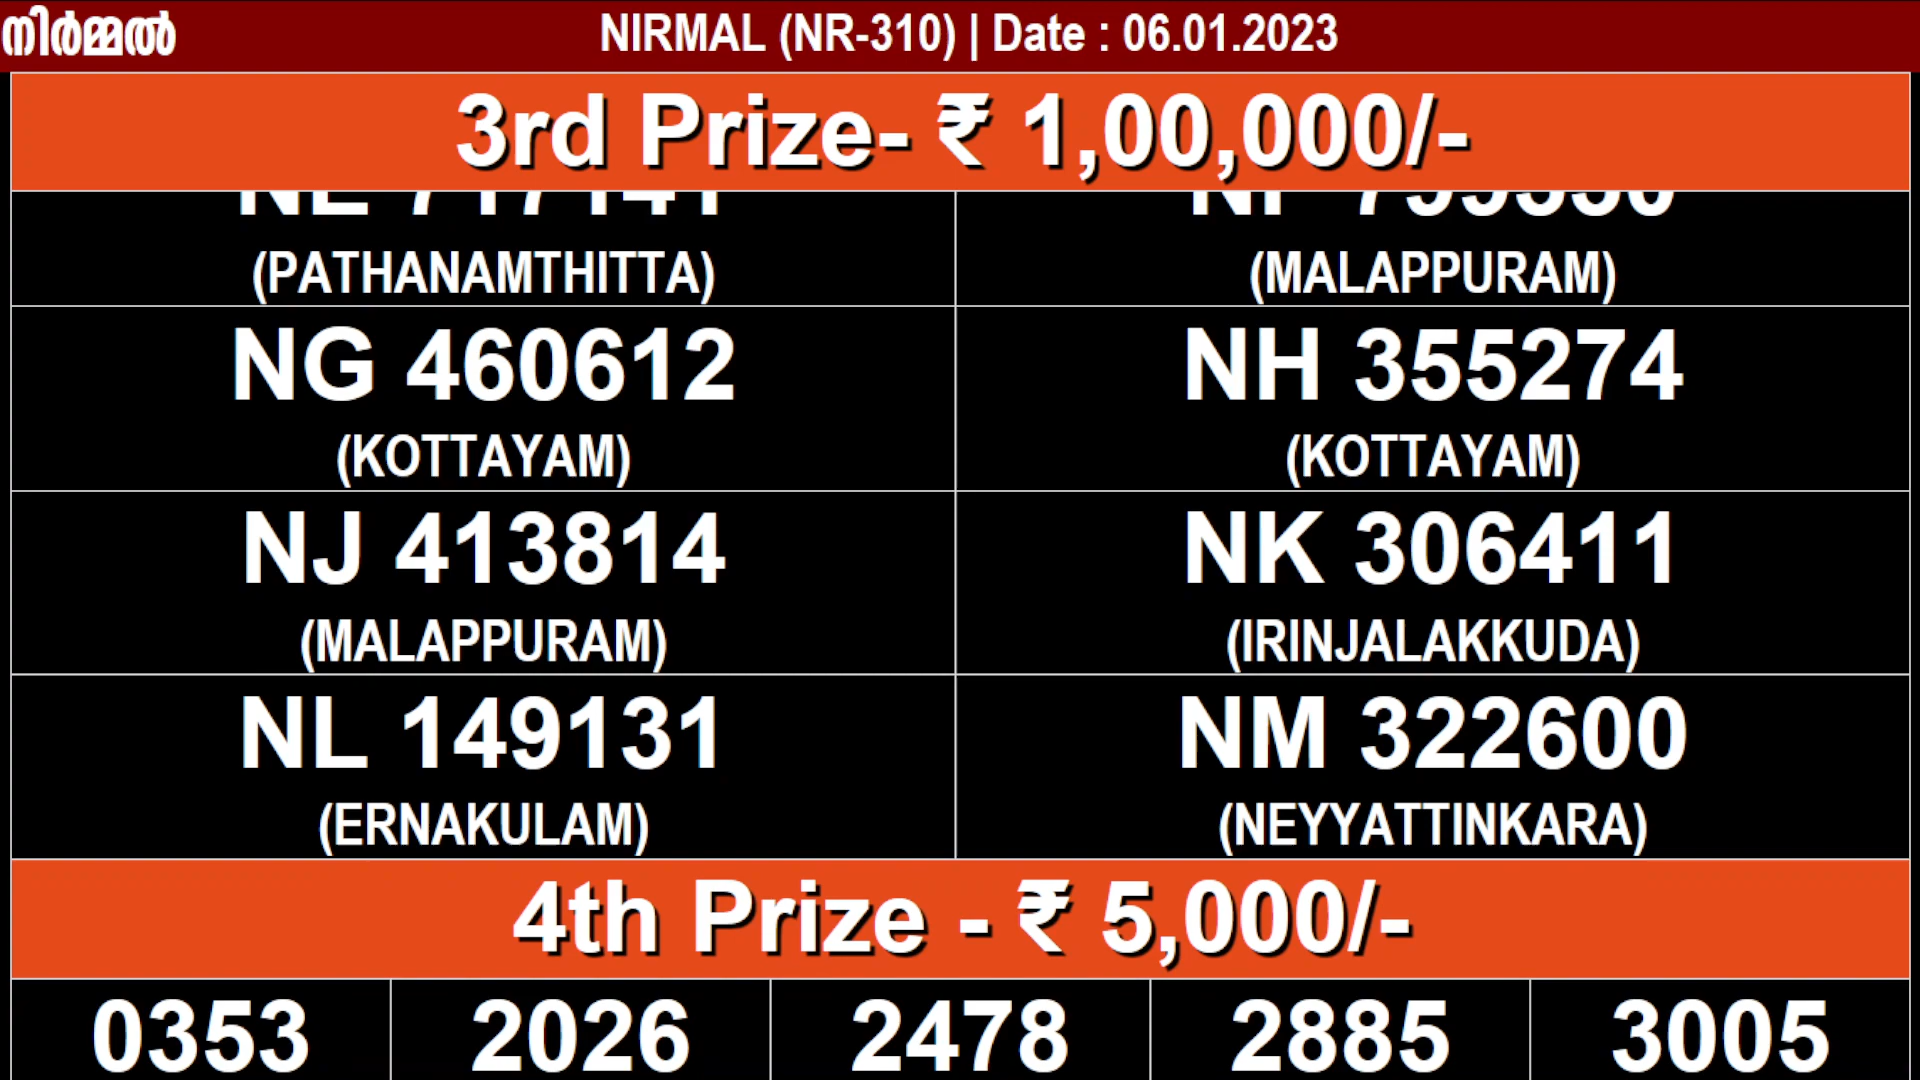 നിർമ്മൽ
NIRMAL (NR-310) | Date : 06.01.2023
3rd Prize- ₹ 1,00,000/-
(PATHANAMTHITTA) (MALAPPURAM)
NG 460612 NH 355274
(KOTTAYAM) (KOTTAYAM)
NJ 413814 NK 306411
(MALAPPURAM) (IRINJALAKKUDA)
NL 149131 NM 322600
(ERNAKULAM) (NEYYATTINKARA)
4th Prize - ₹ 5,000/-
0353 2026 2478 2885 3005